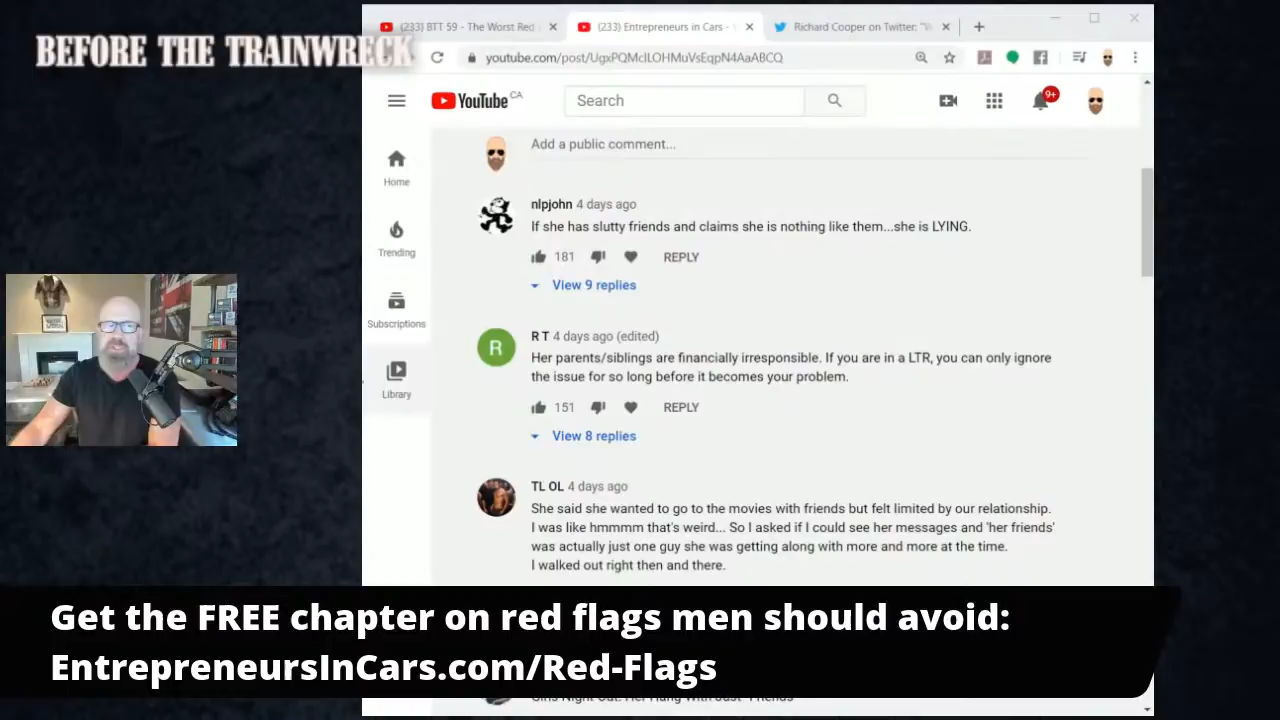 BEFORE THE TRAINWRECK
(233) BTT 59 - The Worst Red
(233) Entrepreneurs in Cars -
Richard Cooper on Twitter: "W
youtube.com/post/UgxPQMclLOHMuVsEqpN4AaABCQ
YouTube CA
Search
9+
Home
Trending
Subscriptions
Library
Add a public comment...
nlpjohn 4 days ago
If she has slutty friends and claims she is nothing like them...she is LYING.
181 REPLY
View 9 replies
R
R T 4 days ago (edited)
Her parents/siblings are financially irresponsible. If you are in a LTR, you can only ignore
the issue for so long before it becomes your problem.
151 REPLY
View 8 replies
TL OL 4 days ago
She said she wanted to go to the movies with friends but felt limited by our relationship.
I was like hmmmm that's weird... So I asked if I could see her messages and 'her friends'
was actually just one guy she was getting along with more and more at the time.
I walked out right then and there.
Get the FREE chapter on red flags men should avoid:
EntrepreneursInCars.com/Red-Flags